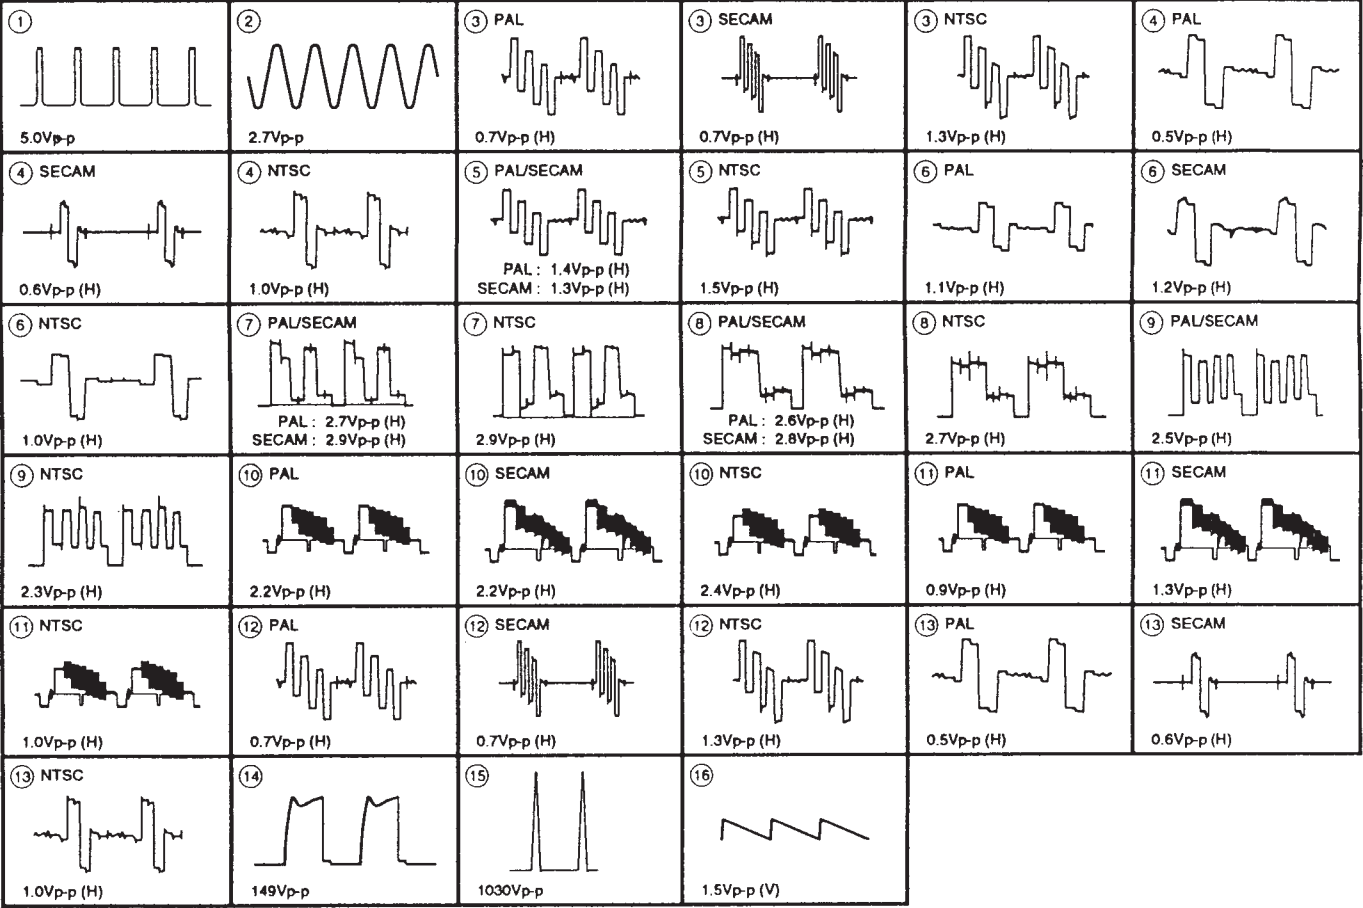 1
5.0Vp-p
2
2.7Vp-p
3 PAL
0.7Vp-p (H)
3 SECAM
0.7Vp-p (H)
3 NTSC
1.3Vp-p (H)
4 PAL
0.5Vp-p (H)
4 SECAM
0.6Vp-p (H)
4 NTSC
1.0Vp-p (H)
5 PAL/SECAM
PAL : 1.4Vp-p (H)
SECAM : 1.3Vp-p (H)
5 NTSC
1.5Vp-p (H)
6 PAL
1.1Vp-p (H)
6 SECAM
1.2Vp-p (H)
6 NTSC
1.0Vp-p (H)
7 PAL/SECAM
PAL : 2.7Vp-p (H)
SECAM : 2.9Vp-p (H)
7 NTSC
2.9Vp-p (H)
8 PAL/SECAM
PAL : 2.6Vp-p (H)
SECAM : 2.8Vp-p (H)
8 NTSC
2.7Vp-p (H)
9 PAL/SECAM
2.5Vp-p (H)
9 NTSC
2.3Vp-p (H)
10 PAL
2.2Vp-p (H)
10 SECAM
2.2Vp-p (H)
10 NTSC
2.4Vp-p (H)
11 PAL
0.9Vp-p (H)
11 SECAM
1.3Vp-p (H)
11 NTSC
1.0Vp-p (H)
12 PAL
0.7Vp-p (H)
12 SECAM
0.7Vp-p (H)
12 NTSC
1.3Vp-p (H)
13 PAL
0.5Vp-p (H)
13 SECAM
0.6Vp-p (H)
13 NTSC
1.0Vp-p (H)
14
149Vp-p
15
1030Vp-p
16
1.5Vp-p (V)